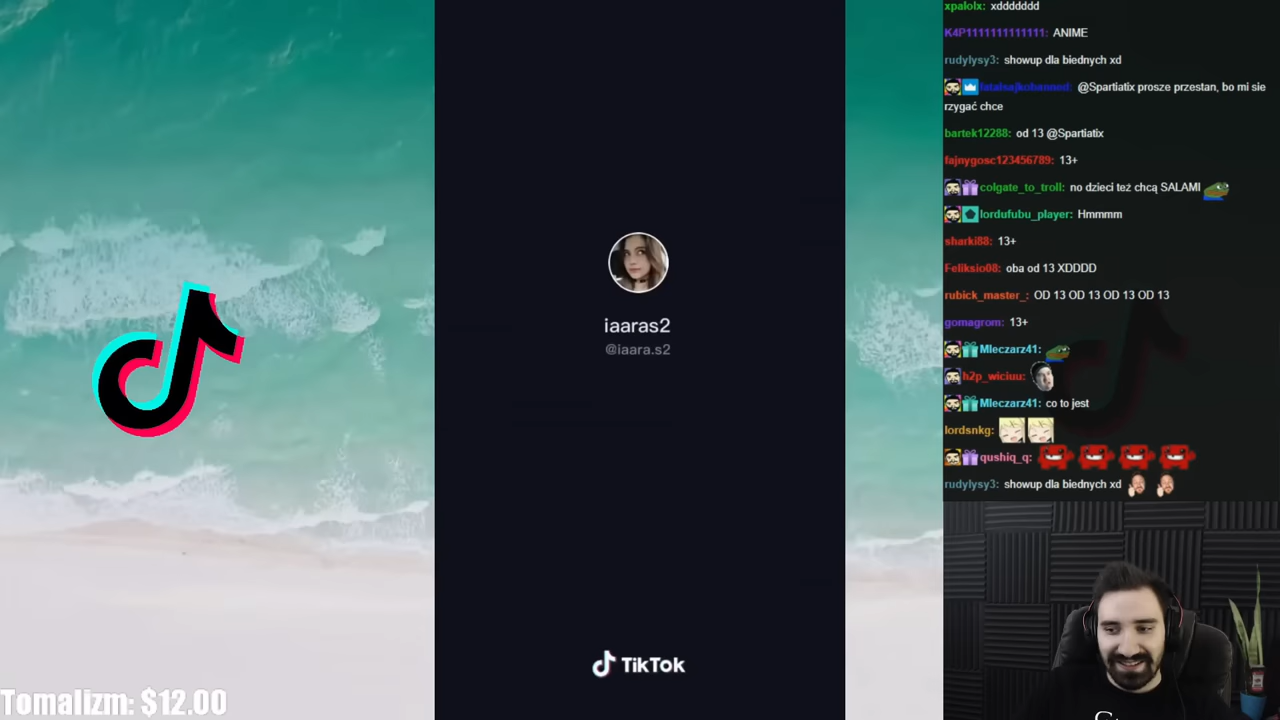 iaaras2
@iaara.s2
TikTok
Tomalizm: $12.00
xpalolx: xddddddd
K4P1111111111111: ANIME
rudylysy3: showup dla biednych xd
@Spartiatix prosze przestan, bo mi sie
rzygać chce
bartek12288: od 13 @Spartiatix
fajnygosc123456789: 13+
colgate_to_troll: no dzieci też chcą SALAMI
lordufubu_player: Hmmmm
sharki88: 13+
Feliksio08: oba od 13 XDDDD
rubick_master_: OD 13 OD 13 OD 13 OD 13
gomagrom: 13+
Mleczarz41:
h2p_wiciuu:
Mleczarz41: co to jest
lordsnkg:
qushiq_q:
rudylysy3: showup dla biednych xd